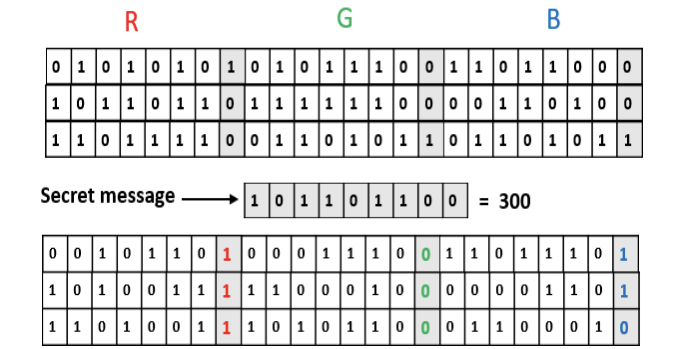 R G B
0 1 0 1 0 1 0 1 0 1 0 1 1 1 0 0 1 1 0 1 1 0 0 0
1 0 1 1 0 1 1 0 1 1 1 1 1 1 0 0 0 0 1 1 0 1 0 0
1 1 0 1 1 1 1 0 0 1 1 0 1 0 1 1 0 1 1 0 1 0 1 1
Secret message 1 0 1 1 0 1 1 0 0 = 300
0 0 1 0 1 1 0 1 0 0 0 1 1 1 0 0 1 1 0 1 1 1 0 1
1 0 1 0 0 1 1 1 1 1 0 0 0 1 0 0 0 0 0 0 1 1 0 1
1 1 0 1 0 0 1 1 1 0 1 0 1 1 0 0 0 1 1 0 0 0 1 0